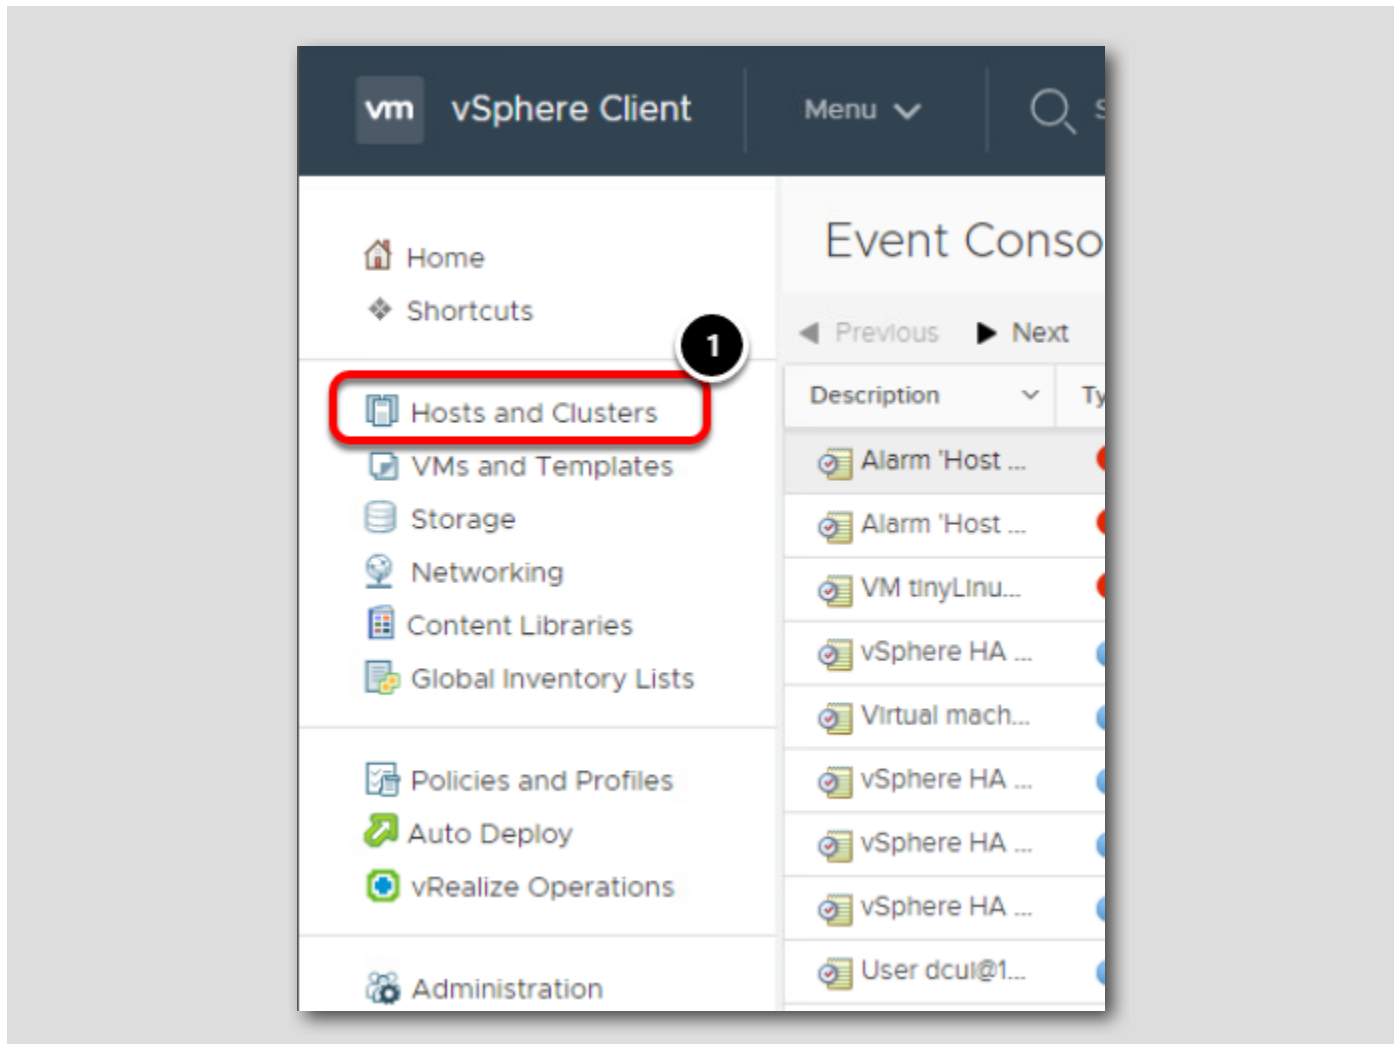 vm vSphere Client Menu
Home
Shortcuts
1
Hosts and Clusters
VMs and Templates
Storage
Networking
Content Libraries
Global Inventory Lists
Policies and Profiles
Auto Deploy
vRealize Operations
Administration
Event Conso
Previous Next
Description Ty
Alarm 'Host ...
Alarm 'Host ...
VM tinyLinu...
vSphere HA ...
Virtual mach...
vSphere HA ...
vSphere HA ...
vSphere HA ...
User dcui@1...